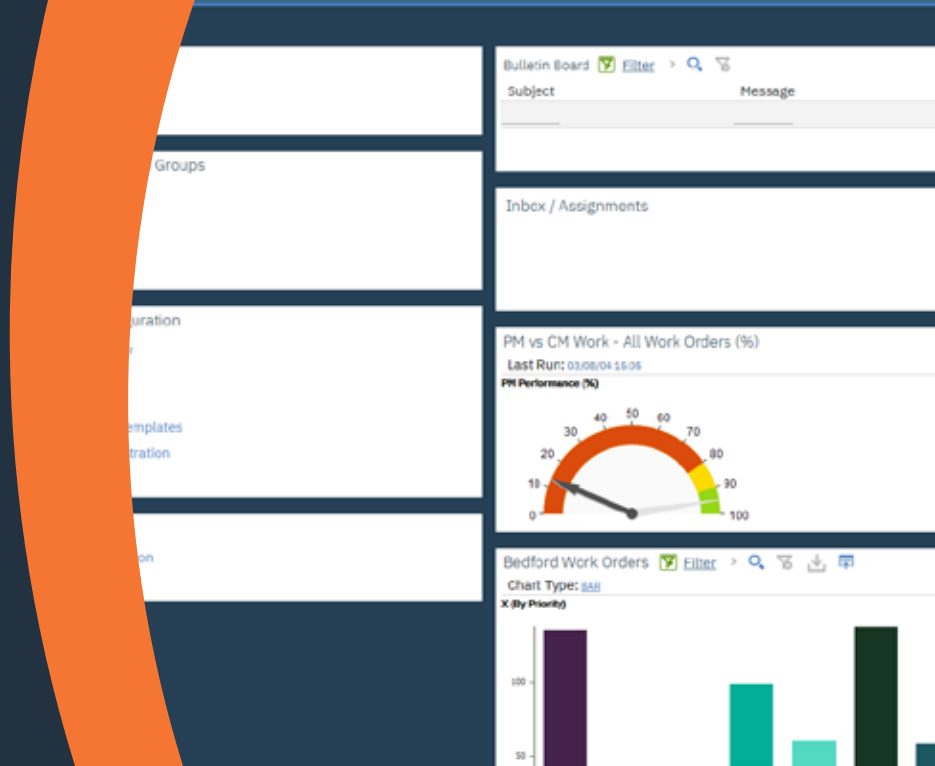 Groups
uration
emplates
tration
on
Bulletin Board Filter >
Subject Message
Inbox / Assignments
PM vs CM Work - All Work Orders (%)
Last Run: 03/08/04 15:05
PM Performance (%)
0 10 20 30 40 50 60 70 80 90 100
Bedford Work Orders Filter >
Chart Type: BAR
X (By Priority)
100
50